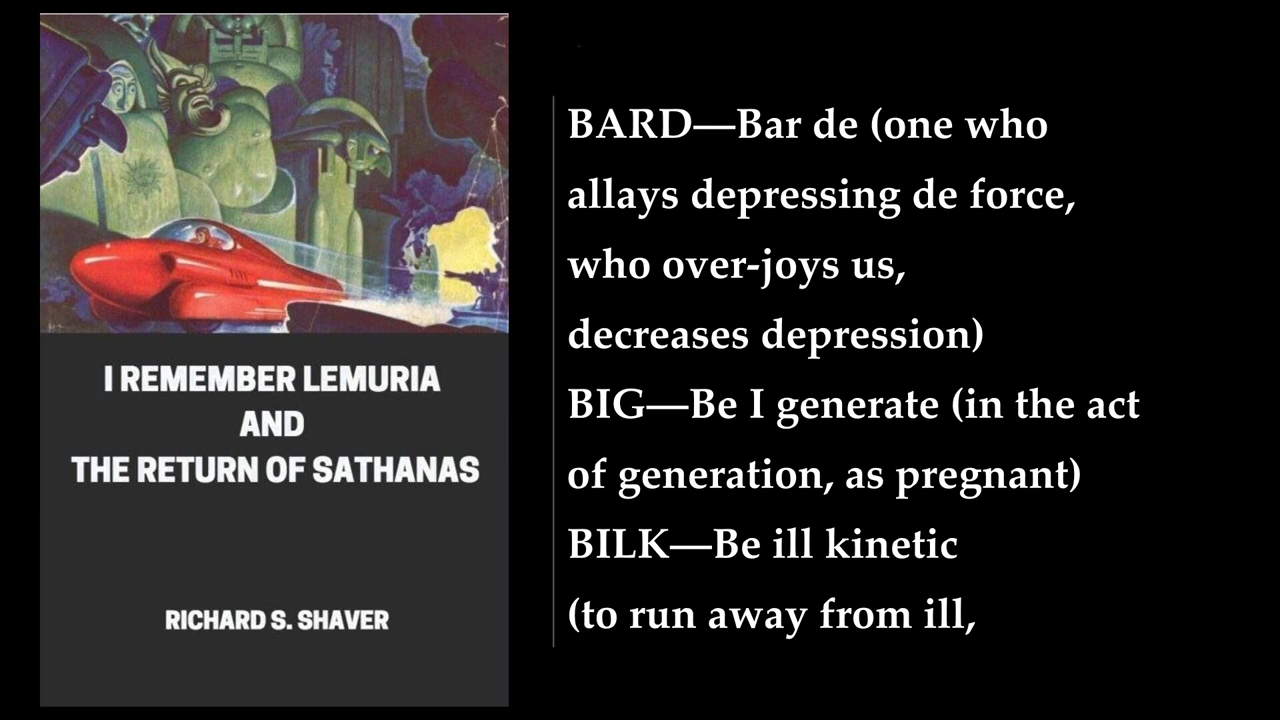 I REMEMBER LEMURIA
AND
THE RETURN OF SATHANAS
RICHARD S. SHAVER
BARD—Bar de (one who
allays depressing de force,
who over-joys us,
decreases depression)
BIG—Be I generate (in the act
of generation, as pregnant)
BILK—Be ill kinetic
(to run away from ill,